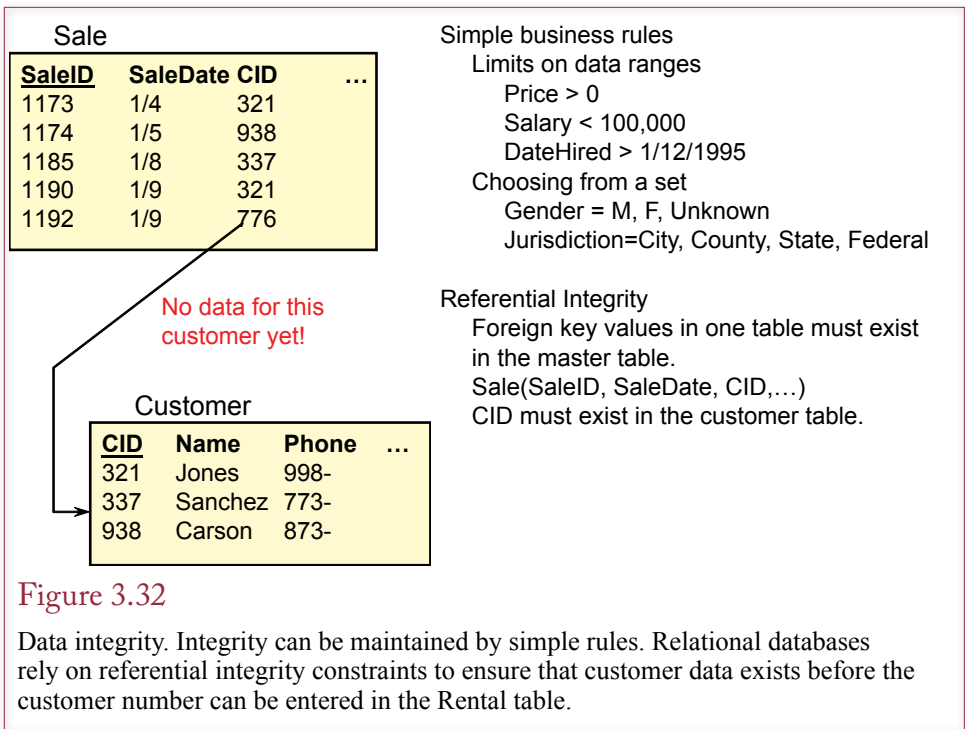 Sale
SaleID SaleDate CID …
1173 1/4 321
1174 1/5 938
1185 1/8 337
1190 1/9 321
1192 1/9 776
No data for this
customer yet!
Customer
CID Name Phone …
321 Jones 998-
337 Sanchez 773-
938 Carson 873-
Simple business rules
Limits on data ranges
Price > 0
Salary < 100,000
DateHired > 1/12/1995
Choosing from a set
Gender = M, F, Unknown
Jurisdiction=City, County, State, Federal
Referential Integrity
Foreign key values in one table must exist
in the master table.
Sale(SaleID, SaleDate, CID,…)
CID must exist in the customer table.
Figure 3.32
Data integrity. Integrity can be maintained by simple rules. Relational databases
rely on referential integrity constraints to ensure that customer data exists before the
customer number can be entered in the Rental table.